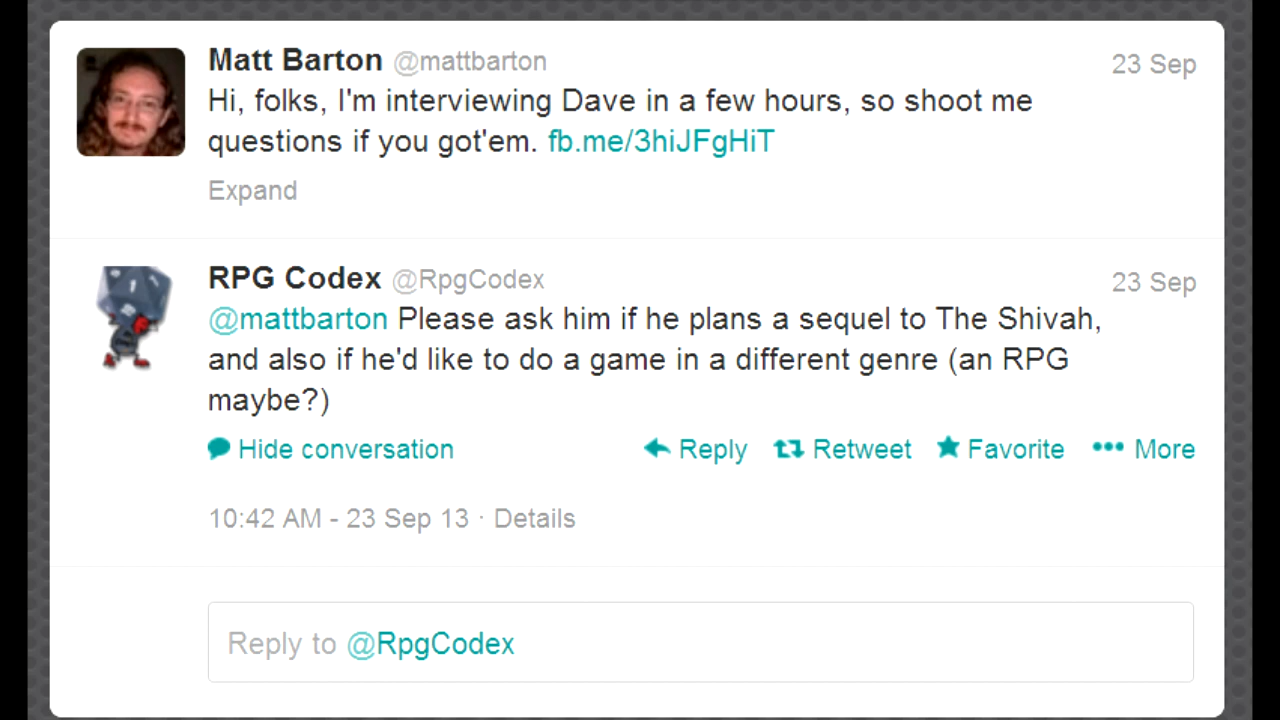 Matt Barton @mattbarton 23 Sep
Hi, folks, I'm interviewing Dave in a few hours, so shoot me
questions if you got'em. fb.me/3hiJFgHiT
Expand
RPG Codex @RpgCodex 23 Sep
@mattbarton Please ask him if he plans a sequel to The Shivah,
and also if he'd like to do a game in a different genre (an RPG
maybe?)
Hide conversation Reply Retweet Favorite More
10:42 AM - 23 Sep 13 · Details
Reply to @RpgCodex